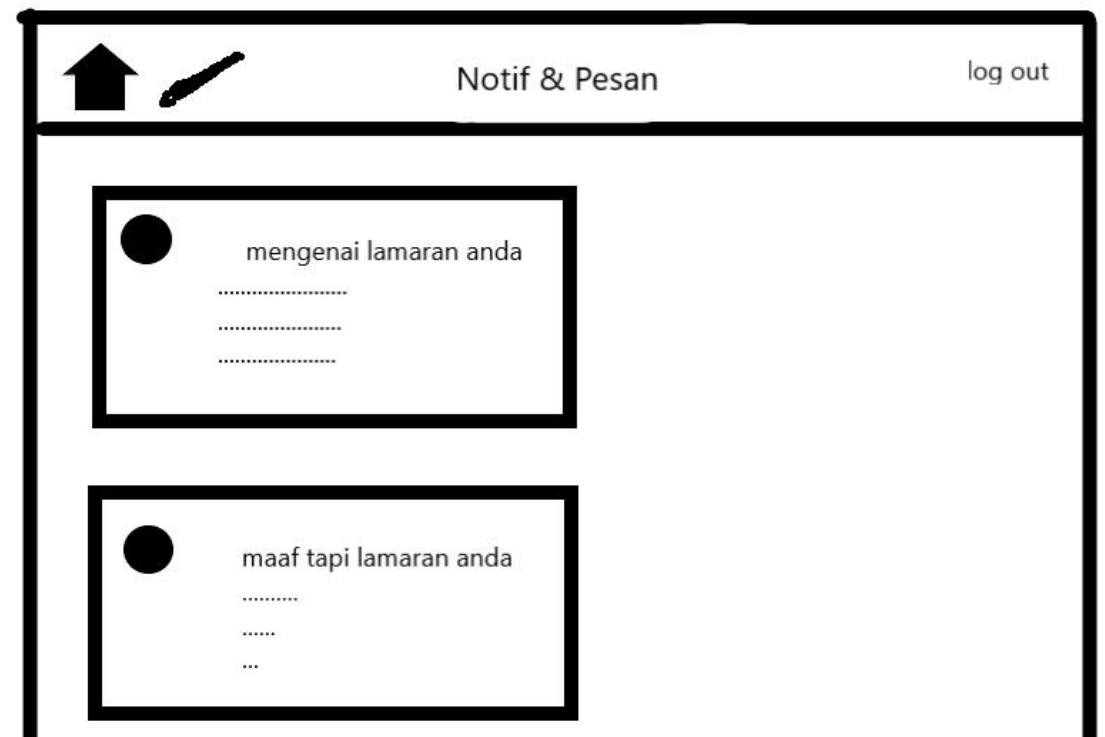 Notif & Pesan
log out
mengenai lamaran anda
.......................
......................
.....................
maaf tapi lamaran anda
..........
......
...